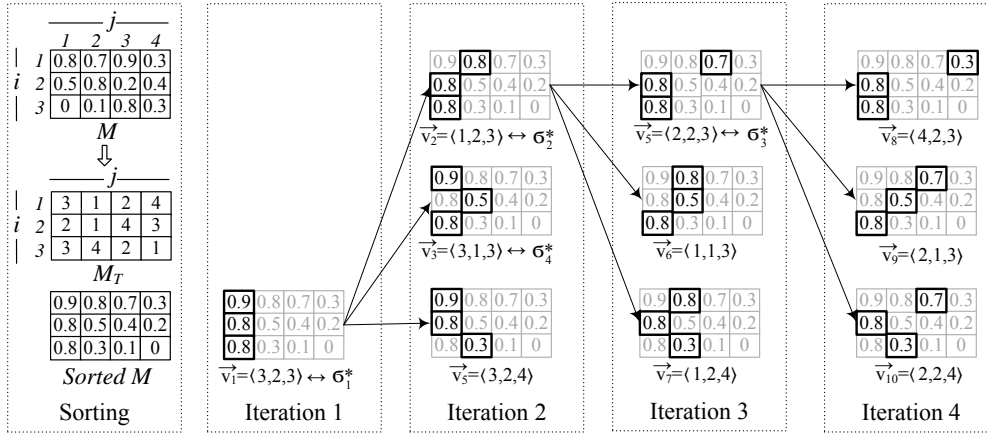 j
1 2 3 4
1 0.8 0.7 0.9 0.3
i 2 0.5 0.8 0.2 0.4
3 0 0.1 0.8 0.3
M
j
1 3 1 2 4
i 2 2 1 4 3
3 3 4 2 1
M_T
0.9 0.8 0.7 0.3
0.8 0.5 0.4 0.2
0.8 0.3 0.1 0
Sorted M
Sorting
0.9 0.8 0.7 0.3
0.8 0.5 0.4 0.2
0.8 0.3 0.1 0
v₁=⟨3,2,3⟩ ↔ σ*₁
Iteration 1
0.9 0.8 0.7 0.3
0.8 0.5 0.4 0.2
0.8 0.3 0.1 0
v₂=⟨1,2,3⟩ ↔ σ*₂
0.9 0.8 0.7 0.3
0.8 0.5 0.4 0.2
0.8 0.3 0.1 0
v₃=⟨3,1,3⟩ ↔ σ*₄
0.9 0.8 0.7 0.3
0.8 0.5 0.4 0.2
0.8 0.3 0.1 0
v₅=⟨3,2,4⟩
Iteration 2
0.9 0.8 0.7 0.3
0.8 0.5 0.4 0.2
0.8 0.3 0.1 0
v₅=⟨2,2,3⟩ ↔ σ*₃
0.9 0.8 0.7 0.3
0.8 0.5 0.4 0.2
0.8 0.3 0.1 0
v₆=⟨1,1,3⟩
0.9 0.8 0.7 0.3
0.8 0.5 0.4 0.2
0.8 0.3 0.1 0
v₇=⟨1,2,4⟩
Iteration 3
0.9 0.8 0.7 0.3
0.8 0.5 0.4 0.2
0.8 0.3 0.1 0
v₈=⟨4,2,3⟩
0.9 0.8 0.7 0.3
0.8 0.5 0.4 0.2
0.8 0.3 0.1 0
v₉=⟨2,1,3⟩
0.9 0.8 0.7 0.3
0.8 0.5 0.4 0.2
0.8 0.3 0.1 0
v₁₀=⟨2,2,4⟩
Iteration 4